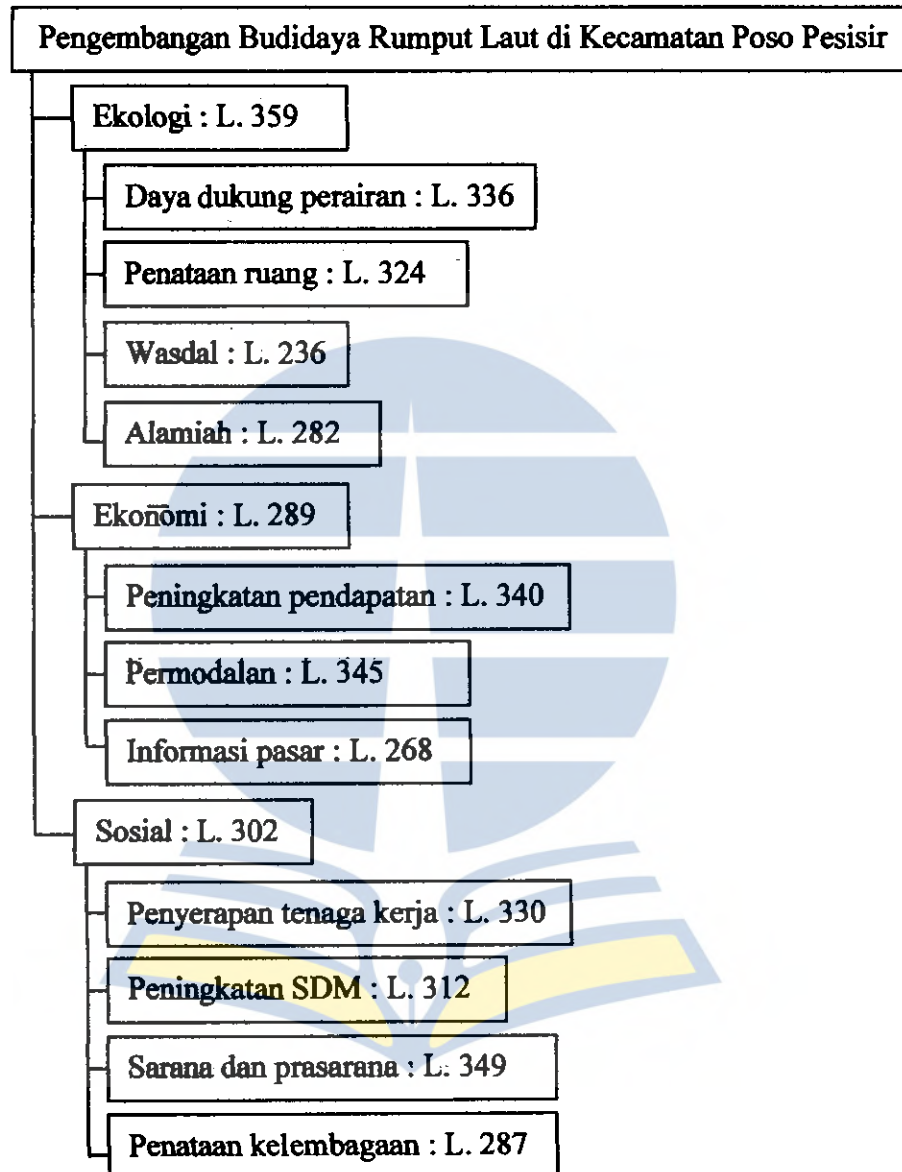 Pengembangan Budidaya Rumput Laut di Kecamatan Poso Pesisir
Ekologi : L. 359
Daya dukung perairan : L. 336
Penataan ruang : L. 324
Wasdal : L. 236
Alamiah : L. 282
Ekonomi : L. 289
Peningkatan pendapatan : L. 340
Permodalan : L. 345
Informasi pasar : L. 268
Sosial : L. 302
Penyerapan tenaga kerja : L. 330
Peningkatan SDM : L. 312
Sarana dan prasarana : L. 349
Penataan kelembagaan : L. 287